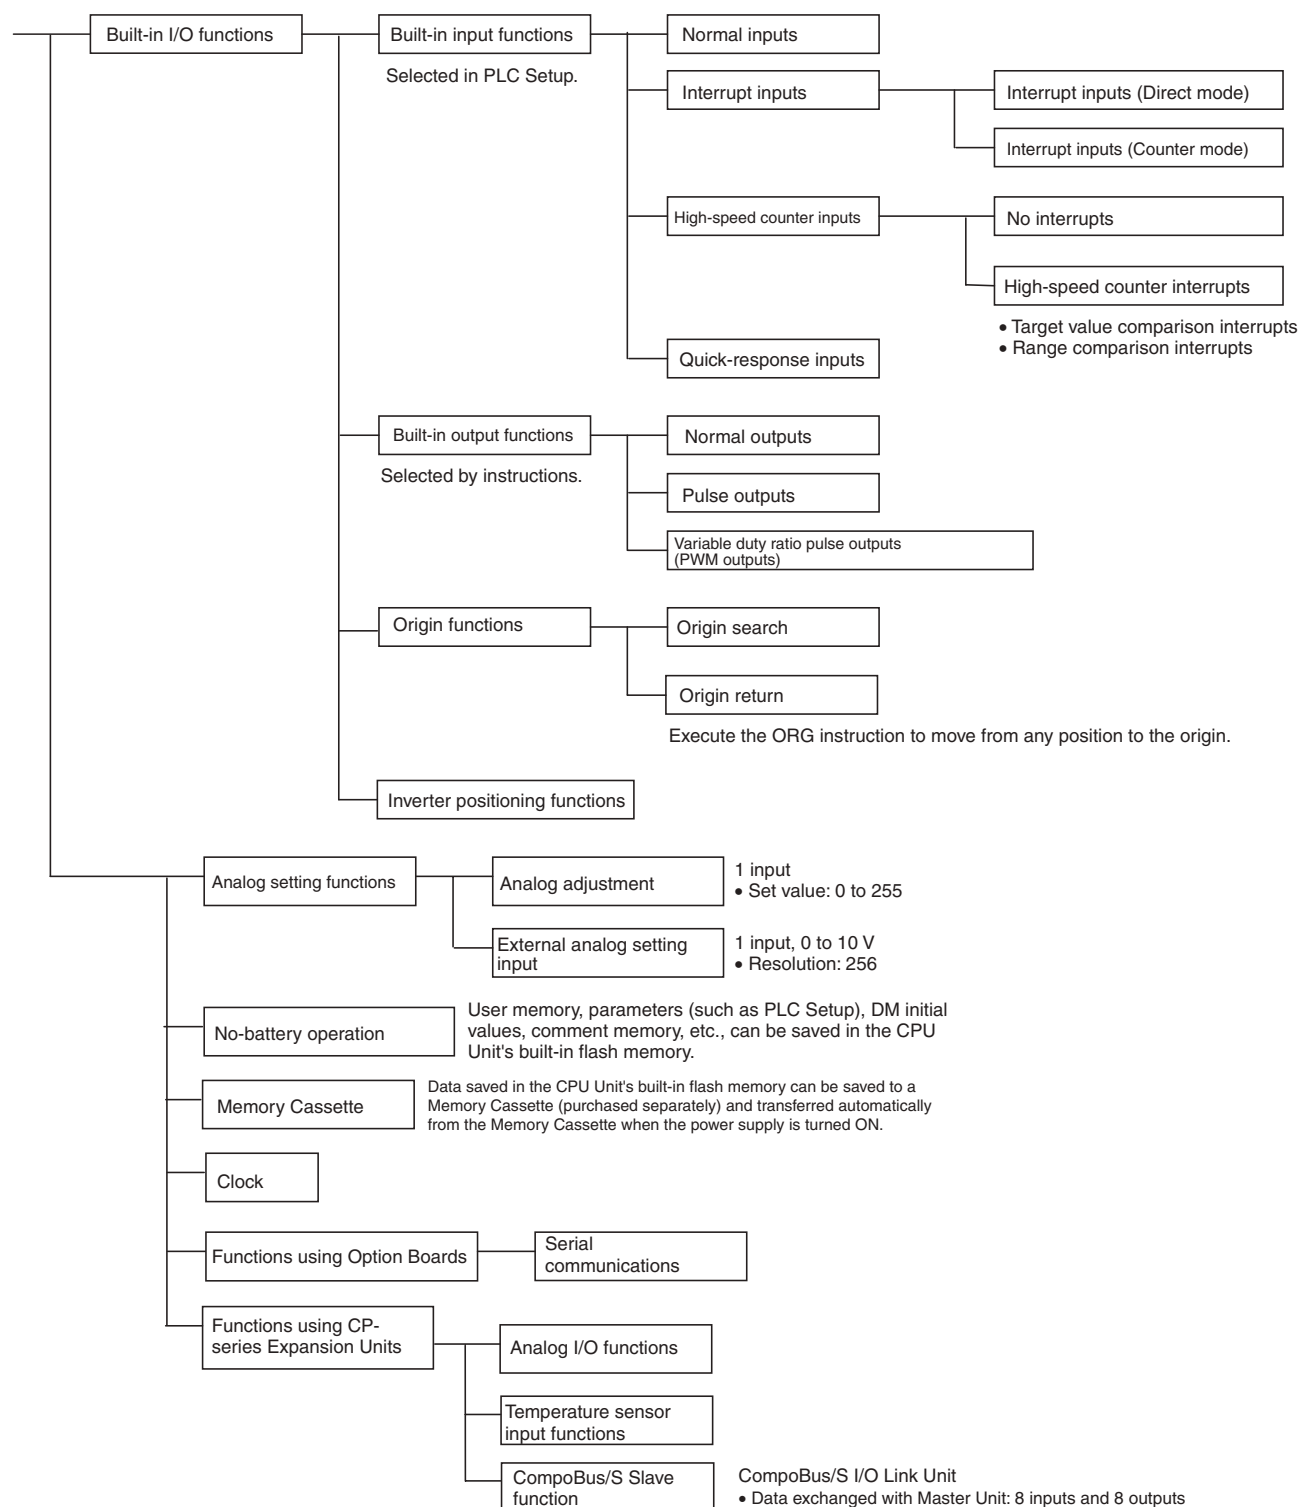 Built-in I/O functions
Built-in input functions
Selected in PLC Setup.
Normal inputs
Interrupt inputs
Interrupt inputs (Direct mode)
Interrupt inputs (Counter mode)
High-speed counter inputs
No interrupts
High-speed counter interrupts
• Target value comparison interrupts
• Range comparison interrupts
Quick-response inputs
Built-in output functions
Selected by instructions.
Normal outputs
Pulse outputs
Variable duty ratio pulse outputs
(PWM outputs)
Origin functions
Origin search
Origin return
Execute the ORG instruction to move from any position to the origin.
Inverter positioning functions
Analog setting functions
Analog adjustment
1 input
• Set value: 0 to 255
External analog setting
input
1 input, 0 to 10 V
• Resolution: 256
No-battery operation
User memory, parameters (such as PLC Setup), DM initial
values, comment memory, etc., can be saved in the CPU
Unit's built-in flash memory.
Memory Cassette
Data saved in the CPU Unit's built-in flash memory can be saved to a
Memory Cassette (purchased separately) and transferred automatically
from the Memory Cassette when the power supply is turned ON.
Clock
Functions using Option Boards
Serial
communications
Functions using CP-
series Expansion Units
Analog I/O functions
Temperature sensor
input functions
CompoBus/S Slave
function
CompoBus/S I/O Link Unit
• Data exchanged with Master Unit: 8 inputs and 8 outputs